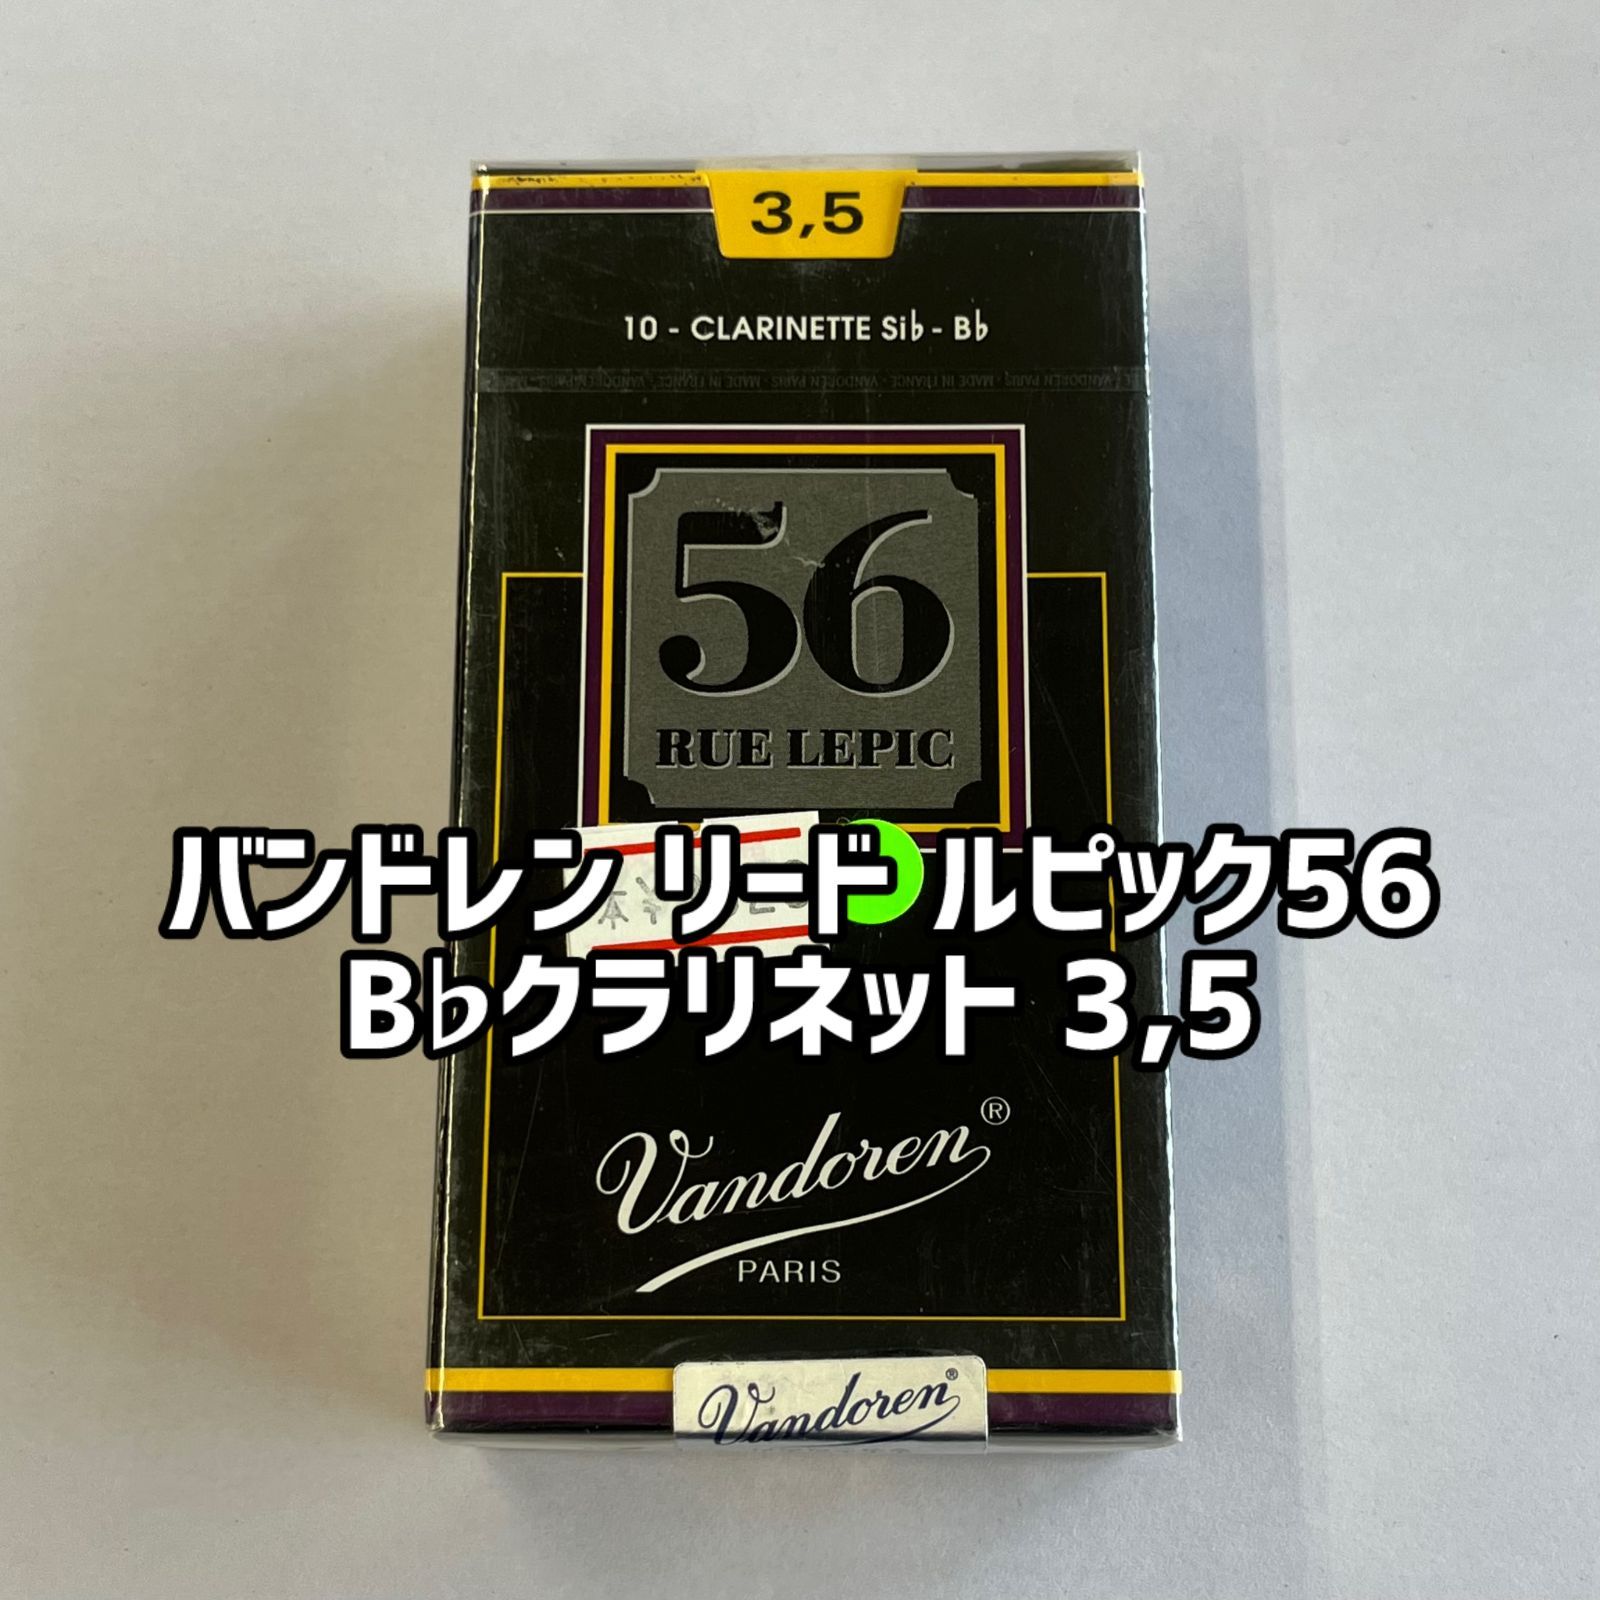 3,5
10 - CLARINETTE Si♭ - B♭
56
RUE LEPIC
バンドレン リード ルピック56
B♭クラリネット 3,5
Vandoren®
PARIS
Vandoren®